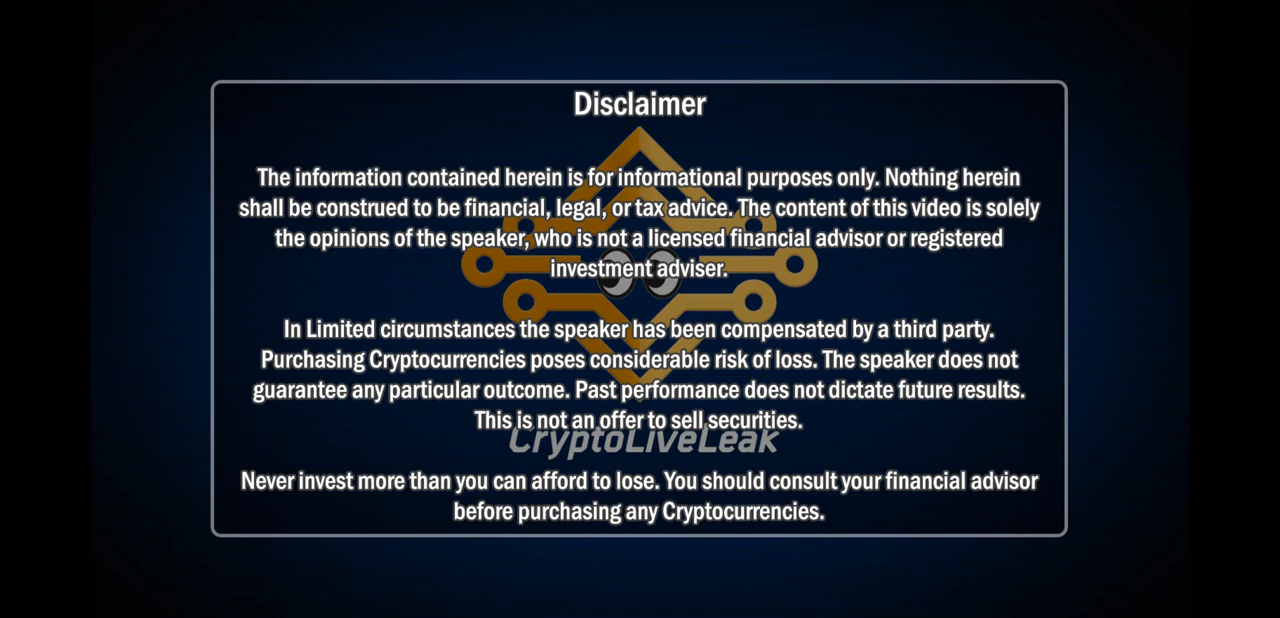 Disclaimer
The information contained herein is for informational purposes only. Nothing herein
shall be construed to be financial, legal, or tax advice. The content of this video is solely
the opinions of the speaker, who is not a licensed financial advisor or registered
investment adviser.
In Limited circumstances the speaker has been compensated by a third party.
Purchasing Cryptocurrencies poses considerable risk of loss. The speaker does not
guarantee any particular outcome. Past performance does not dictate future results.
This is not an offer to sell securities.
CryptoLiveLeak
Never invest more than you can afford to lose. You should consult your financial advisor
before purchasing any Cryptocurrencies.